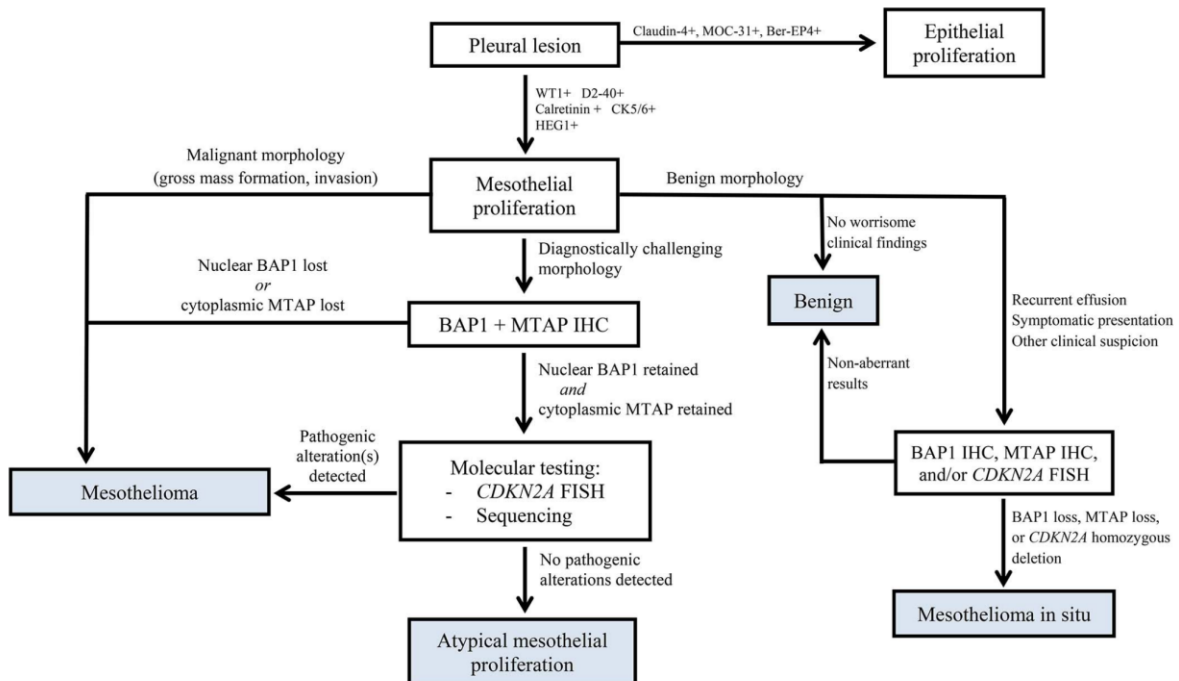 Pleural lesion
Claudin-4+, MOC-31+, Ber-EP4+
Epithelial
proliferation
WT1+ D2-40+
Calretinin + CK5/6+
HEG1+
Malignant morphology
(gross mass formation, invasion)
Mesothelial
proliferation
Benign morphology
No worrisome
clinical findings
Diagnostically challenging
morphology
Nuclear BAP1 lost
or
cytoplasmic MTAP lost
Benign
BAP1 + MTAP IHC
Recurrent effusion
Symptomatic presentation
Other clinical suspicion
Non-aberrant
results
Nuclear BAP1 retained
and
cytoplasmic MTAP retained
Pathogenic
alteration(s)
detected
Mesothelioma
Molecular testing:
- CDKN2A FISH
- Sequencing
BAP1 IHC, MTAP IHC,
and/or CDKN2A FISH
No pathogenic
alterations detected
BAP1 loss, MTAP loss,
or CDKN2A homozygous
deletion
Atypical mesothelial
proliferation
Mesothelioma in situ